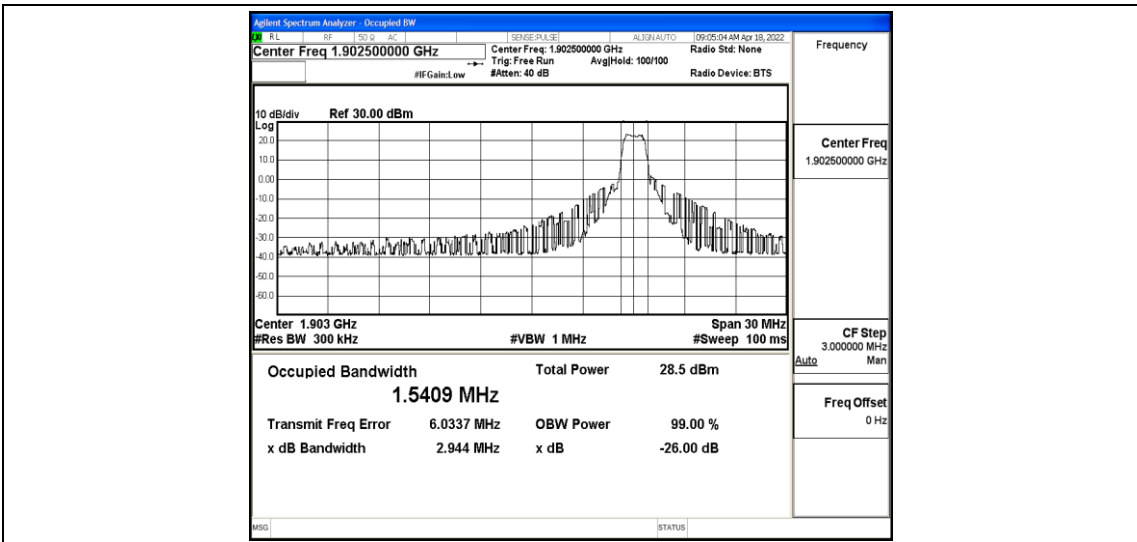 Agilent Spectrum Analyzer - Occupied BW
LXI RL RF 50 Ω AC SENSE:PULSE ALIGN AUTO 09:05:04 AM Apr 18, 2022
Center Freq 1.902500000 GHz Center Freq: 1.902500000 GHz Radio Std: None
Trig: Free Run Avg|Hold: 100/100
#IFGain:Low #Atten: 40 dB Radio Device: BTS
Frequency
10 dB/div Ref 30.00 dBm
Log
20.0
10.0
0.00
-10.0
-20.0
-30.0
-40.0
-50.0
-60.0
Center 1.903 GHz Span 30 MHz
#Res BW 300 kHz #VBW 1 MHz #Sweep 100 ms
Occupied Bandwidth Total Power 28.5 dBm
1.5409 MHz
Transmit Freq Error 6.0337 MHz OBW Power 99.00 %
x dB Bandwidth 2.944 MHz x dB -26.00 dB
Center Freq
1.902500000 GHz
CF Step
3.000000 MHz
Auto Man
Freq Offset
0 Hz
MSG STATUS